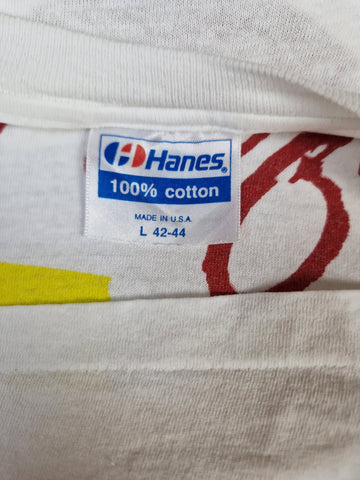 Hanes®
100% cotton
MADE IN U.S.A.
L 42-44